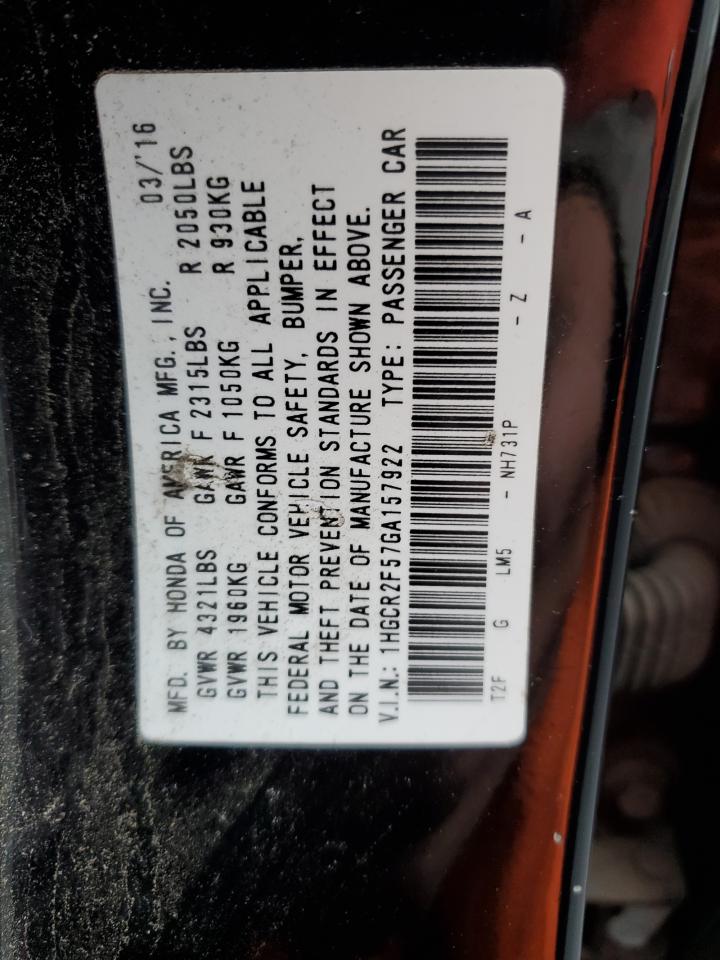 MFD. BY HONDA OF AMERICA MFG., INC. 03/'16
GVWR 4321LBS GAWR F 2315LBS R 2050LBS
GVWR 1960KG GAWR F 1050KG R 930KG
THIS VEHICLE CONFORMS TO ALL APPLICABLE
FEDERAL MOTOR VEHICLE SAFETY, BUMPER,
AND THEFT PREVENTION STANDARDS IN EFFECT
ON THE DATE OF MANUFACTURE SHOWN ABOVE.
V.I.N.: 1HGCR2F57GA157922 TYPE: PASSENGER CAR
T2F G LM5 - NH731P - Z - A